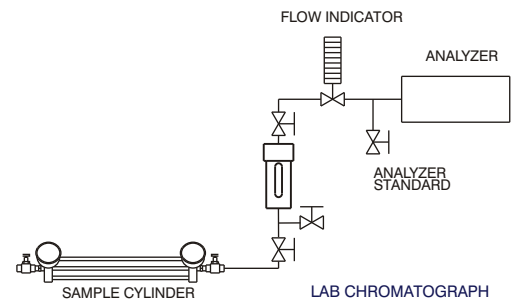 FLOW INDICATOR
ANALYZER
ANALYZER
STANDARD
SAMPLE CYLINDER
LAB CHROMATOGRAPH